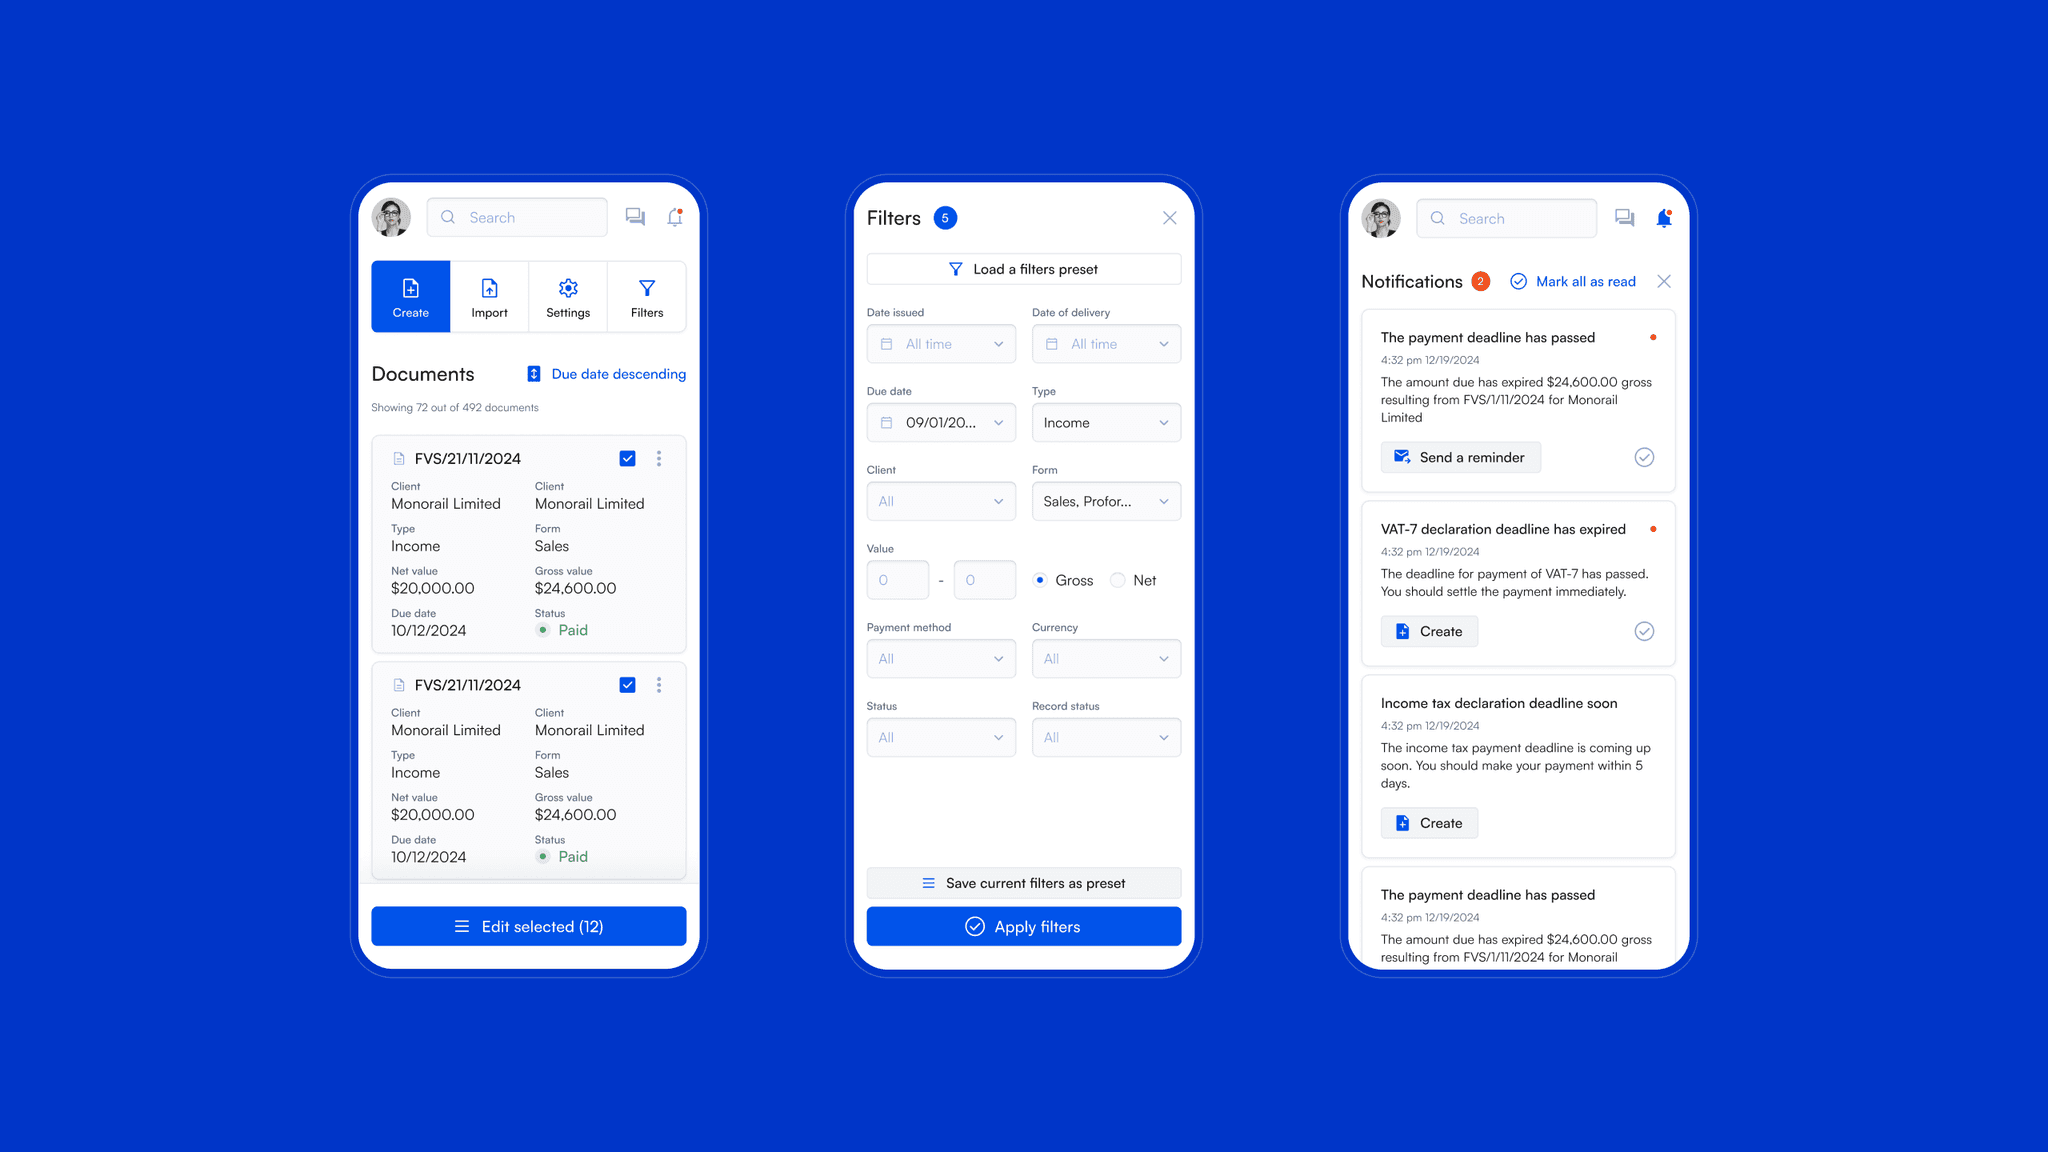 Search
Create
Import
Settings
Filters
Documents
Due date descending
Showing 72 out of 492 documents
FVS/21/11/2024
Client
Client
Monorail Limited
Monorail Limited
Type
Form
Income
Sales
Net value
Gross value
$20,000.00
$24,600.00
Due date
Status
10/12/2024
Paid
FVS/21/11/2024
Client
Client
Monorail Limited
Monorail Limited
Type
Form
Income
Sales
Net value
Gross value
$20,000.00
$24,600.00
Due date
Status
10/12/2024
Paid
Edit selected (12)
Filters 5
Load a filters preset
Date issued
Date of delivery
All time
All time
Due date
Type
09/01/20...
Income
Client
Form
All
Sales, Profor...
Value
0 - 0
Gross
Net
Payment method
Currency
All
All
Status
Record status
All
All
Save current filters as preset
Apply filters
Search
Notifications 2
Mark all as read
The payment deadline has passed
4:32 pm 12/19/2024
The amount due has expired $24,600.00 gross
resulting from FVS/1/11/2024 for Monorail
Limited
Send a reminder
VAT-7 declaration deadline has expired
4:32 pm 12/19/2024
The deadline for payment of VAT-7 has passed.
You should settle the payment immediately.
Create
Income tax declaration deadline soon
4:32 pm 12/19/2024
The income tax payment deadline is coming up
soon. You should make your payment within 5
days.
Create
The payment deadline has passed
4:32 pm 12/19/2024
The amount due has expired $24,600.00 gross
resulting from FVS/1/11/2024 for Monorail